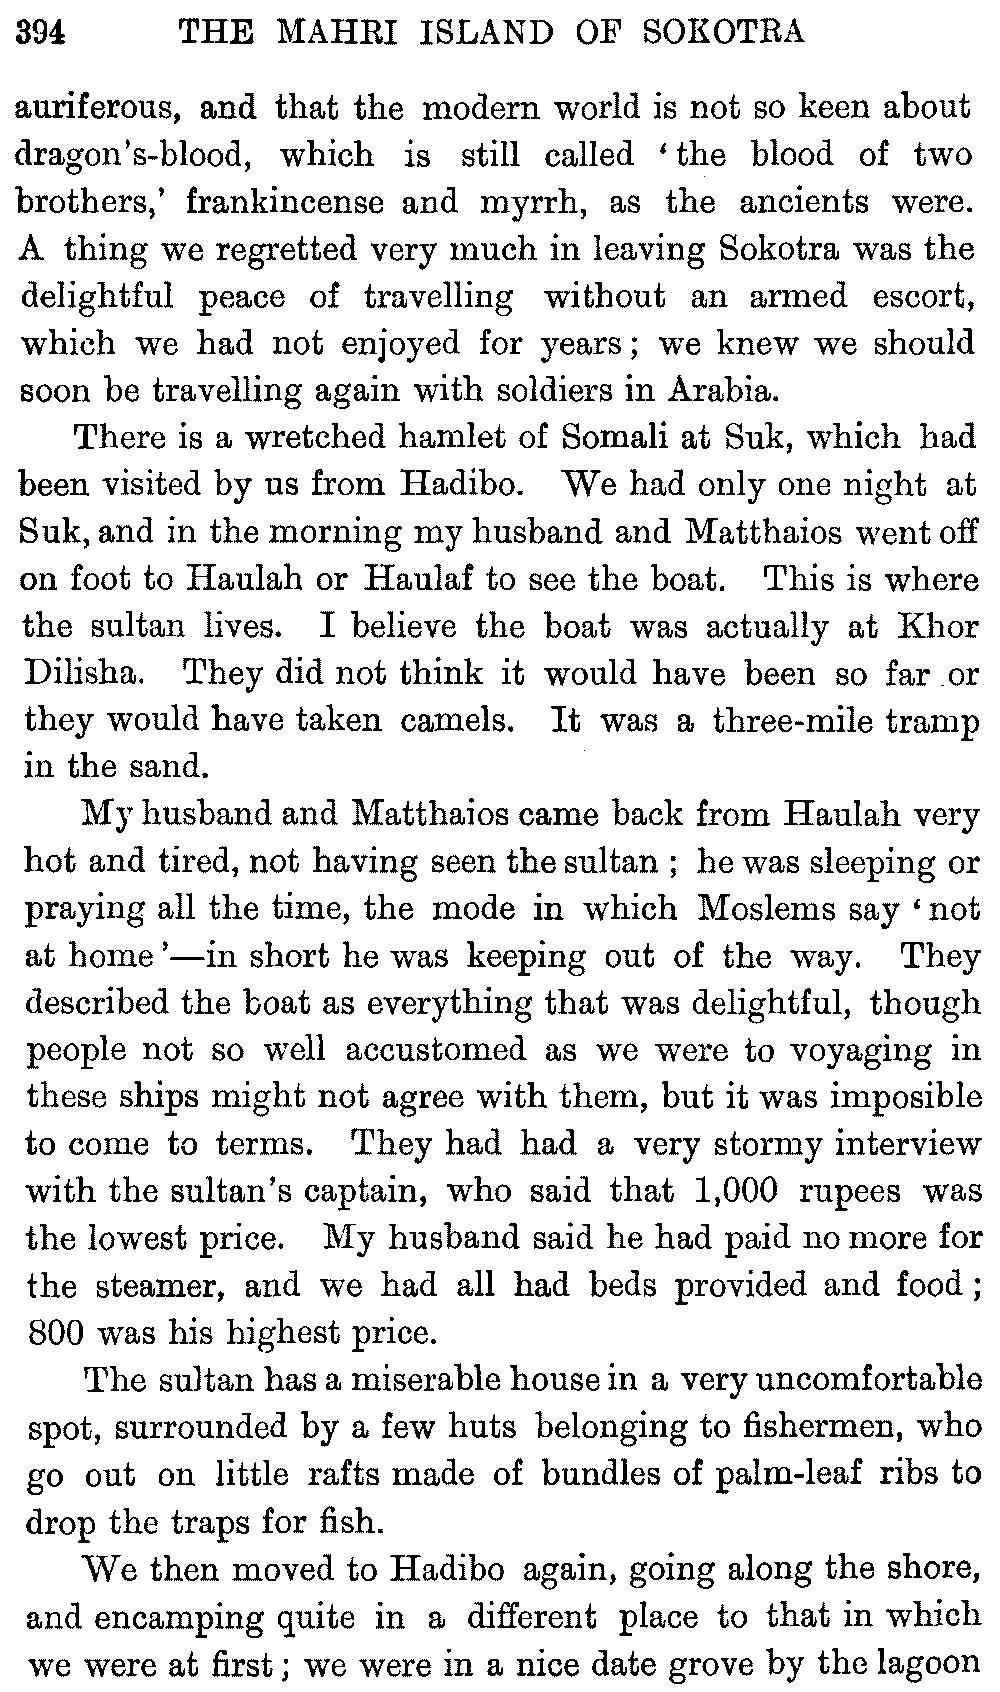 394 THE MAHRI ISLAND OF SOKOTRA
auriferous, and that the modern world is not so keen about
dragon's-blood, which is still called 'the blood of two
brothers,' frankincense and myrrh, as the ancients were.
A thing we regretted very much in leaving Sokotra was the
delightful peace of travelling without an armed escort,
which we had not enjoyed for years; we knew we should
soon be travelling again with soldiers in Arabia.
There is a wretched hamlet of Somali at Suk, which had
been visited by us from Hadibo. We had only one night at
Suk, and in the morning my husband and Matthaios went off
on foot to Haulah or Haulaf to see the boat. This is where
the sultan lives. I believe the boat was actually at Khor
Dilisha. They did not think it would have been so far or
they would have taken camels. It was a three-mile tramp
in the sand.
My husband and Matthaios came back from Haulah very
hot and tired, not having seen the sultan; he was sleeping or
praying all the time, the mode in which Moslems say 'not
at home'—in short he was keeping out of the way. They
described the boat as everything that was delightful, though
people not so well accustomed as we were to voyaging in
these ships might not agree with them, but it was imposible
to come to terms. They had had a very stormy interview
with the sultan's captain, who said that 1,000 rupees was
the lowest price. My husband said he had paid no more for
the steamer, and we had all had beds provided and food;
800 was his highest price.
The sultan has a miserable house in a very uncomfortable
spot, surrounded by a few huts belonging to fishermen, who
go out on little rafts made of bundles of palm-leaf ribs to
drop the traps for fish.
We then moved to Hadibo again, going along the shore,
and encamping quite in a different place to that in which
we were at first; we were in a nice date grove by the lagoon